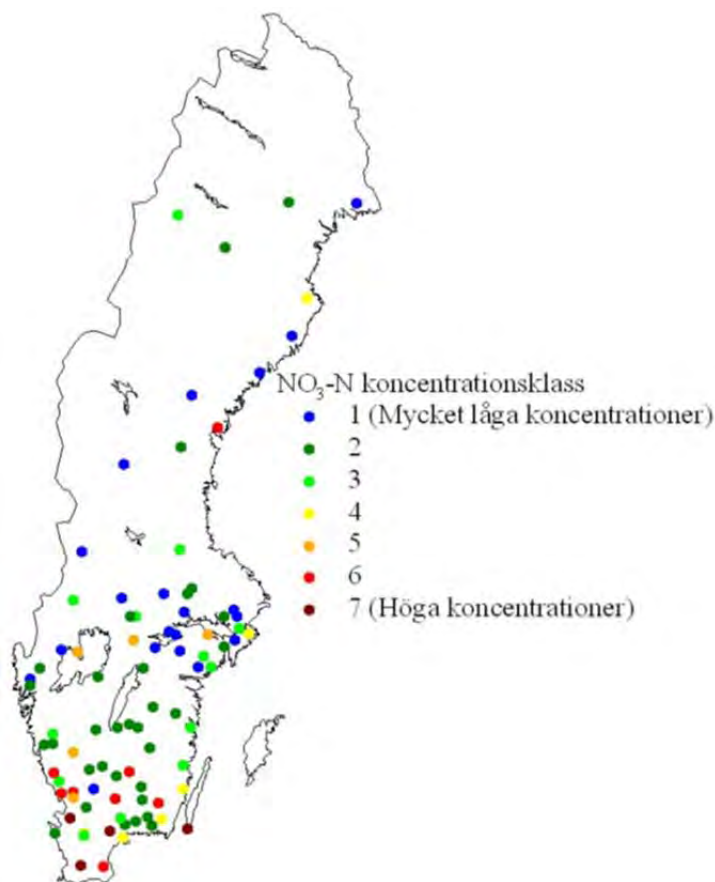 NO₃-N koncentrationsklass
1 (Mycket låga koncentrationer)
2
3
4
5
6
7 (Höga koncentrationer)